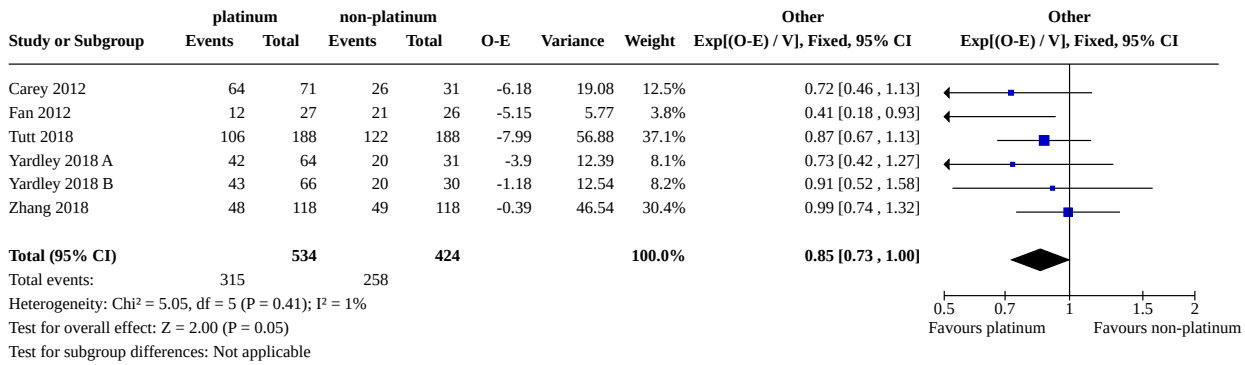 platinum non-platinum Other Other
Study or Subgroup Events Total Events Total O-E Variance Weight Exp[(O-E) / V], Fixed, 95% CI Exp[(O-E) / V], Fixed, 95% CI
Carey 2012 64 71 26 31 -6.18 19.08 12.5% 0.72 [0.46 , 1.13]
Fan 2012 12 27 21 26 -5.15 5.77 3.8% 0.41 [0.18 , 0.93]
Tutt 2018 106 188 122 188 -7.99 56.88 37.1% 0.87 [0.67 , 1.13]
Yardley 2018 A 42 64 20 31 -3.9 12.39 8.1% 0.73 [0.42 , 1.27]
Yardley 2018 B 43 66 20 30 -1.18 12.54 8.2% 0.91 [0.52 , 1.58]
Zhang 2018 48 118 49 118 -0.39 46.54 30.4% 0.99 [0.74 , 1.32]
Total (95% CI) 534 424 100.0% 0.85 [0.73 , 1.00]
Total events: 315 258
Heterogeneity: Chi² = 5.05, df = 5 (P = 0.41); I² = 1%
0.5 0.7 1 1.5 2
Test for overall effect: Z = 2.00 (P = 0.05)
Favours platinum Favours non-platinum
Test for subgroup differences: Not applicable